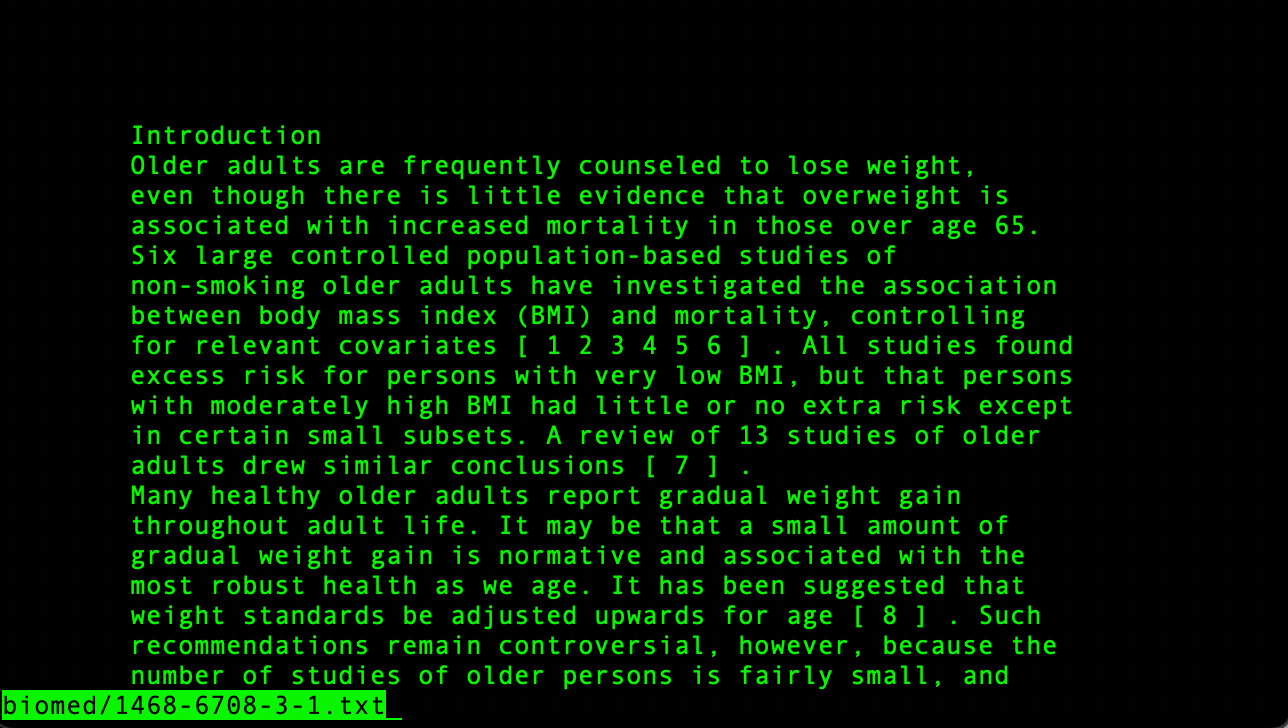 Introduction
Older adults are frequently counseled to lose weight,
even though there is little evidence that overweight is
associated with increased mortality in those over age 65.
Six large controlled population-based studies of
non-smoking older adults have investigated the association
between body mass index (BMI) and mortality, controlling
for relevant covariates [ 1 2 3 4 5 6 ] . All studies found
excess risk for persons with very low BMI, but that persons
with moderately high BMI had little or no extra risk except
in certain small subsets. A review of 13 studies of older
adults drew similar conclusions [ 7 ] .
Many healthy older adults report gradual weight gain
throughout adult life. It may be that a small amount of
gradual weight gain is normative and associated with the
most robust health as we age. It has been suggested that
weight standards be adjusted upwards for age [ 8 ] . Such
recommendations remain controversial, however, because the
number of studies of older persons is fairly small, and
biomed/1468-6708-3-1.txt